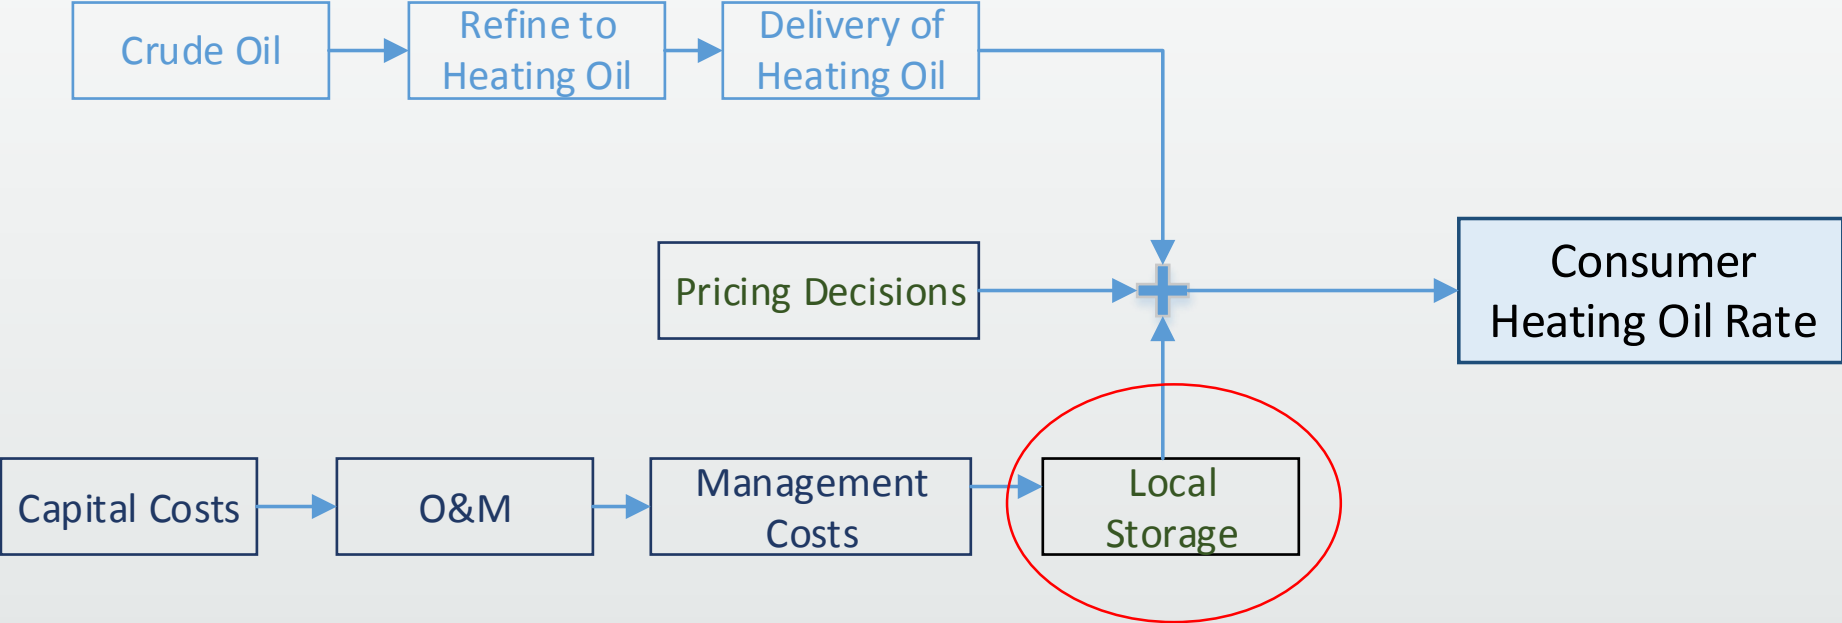 Crude Oil
Refine to
Heating Oil
Delivery of
Heating Oil
Pricing Decisions
Consumer
Heating Oil Rate
Capital Costs
O&M
Management
Costs
Local
Storage